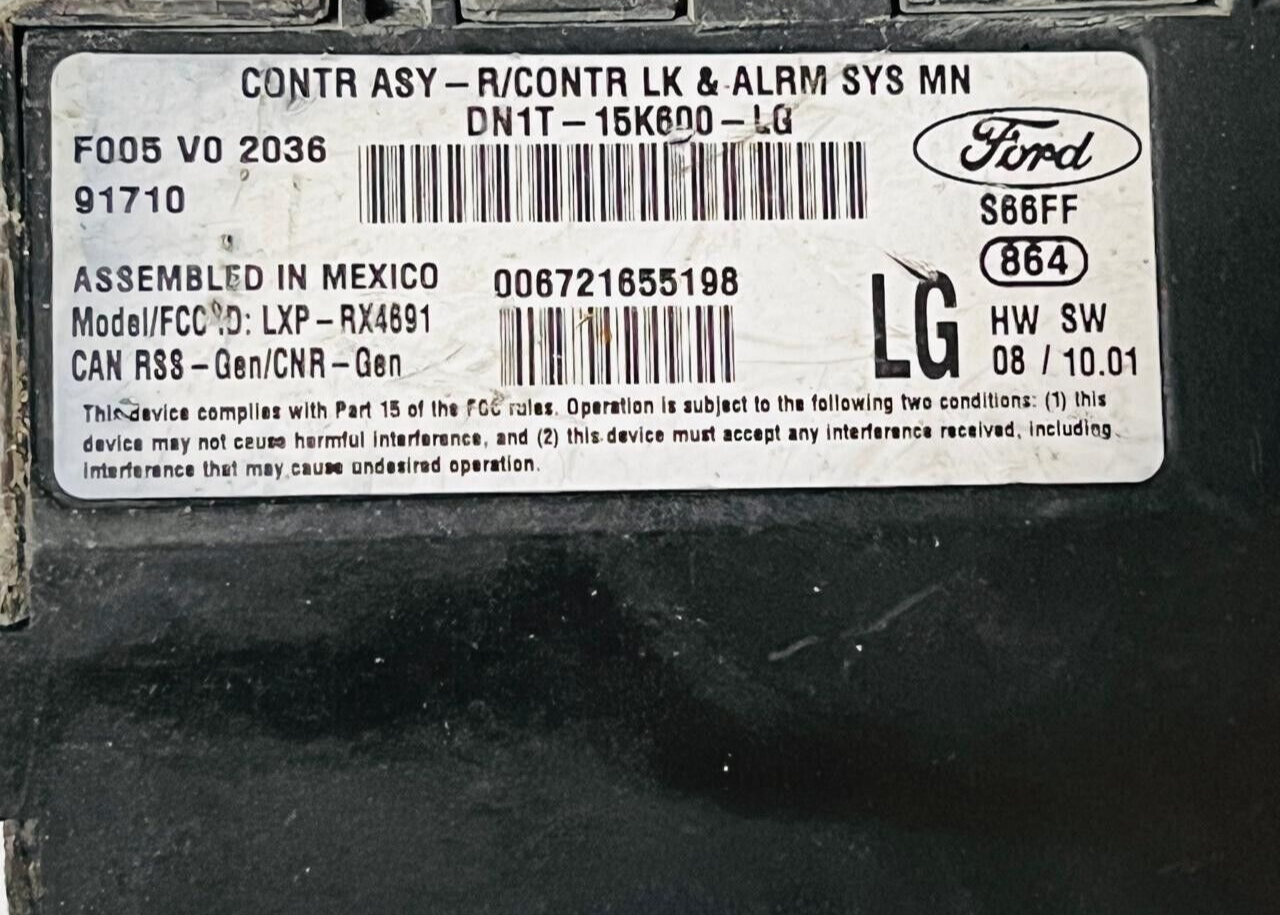 CONTR ASY - R/CONTR LK & ALRM SYS MN
DN1T - 15K600 - LG
F005 V0 2036
91710
Ford
S66FF
864
ASSEMBLED IN MEXICO
006721655198
Model/FCC ID: LXP - RX4691
CAN RSS - Gen/CNR - Gen
LG
HW SW
08 / 10.01
This device complies with Part 15 of the FCC rules. Operation is subject to the following two conditions: (1) this
device may not cause harmful interference, and (2) this device must accept any interference received, including
interference that may cause undesired operation.